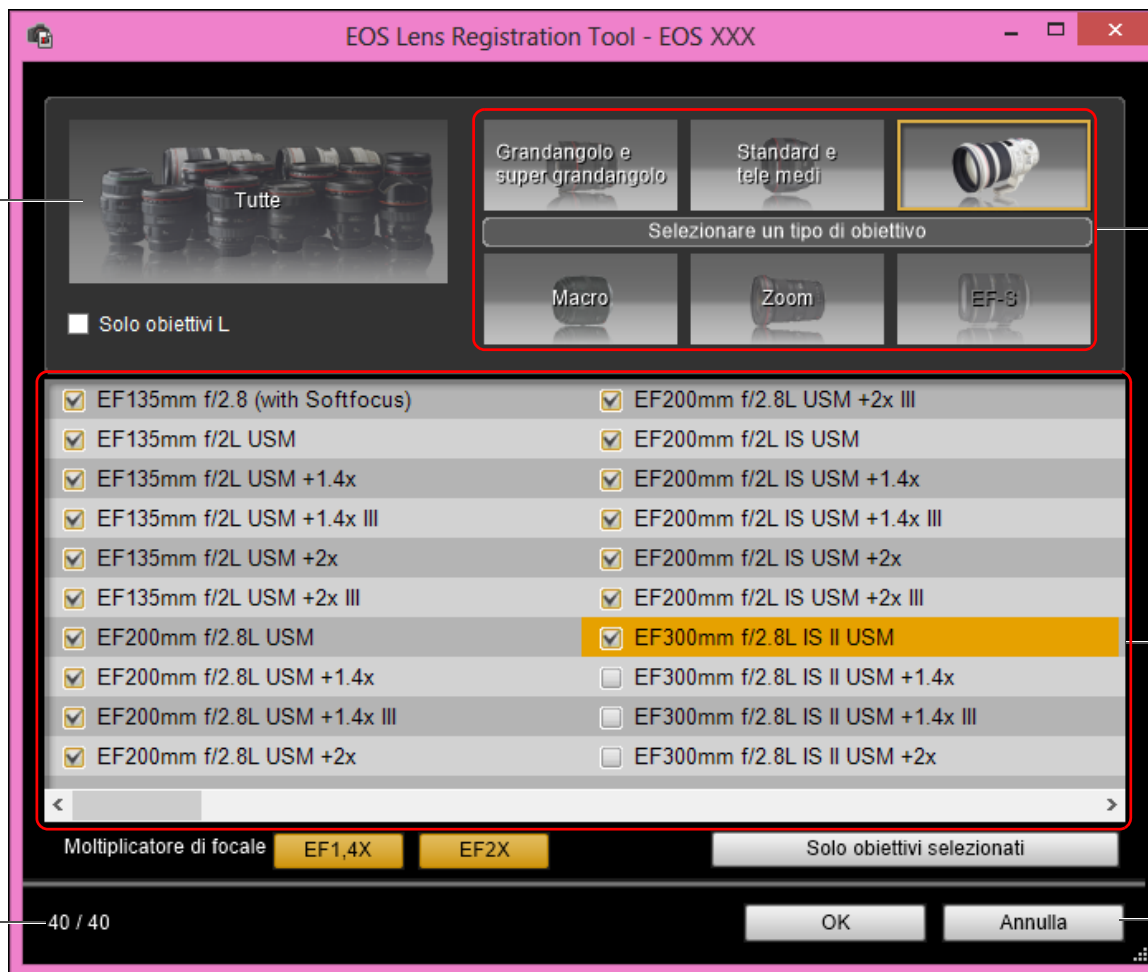 EOS Lens Registration Tool - EOS XXX
Tutte
Grandangolo e
super grandangolo
Standard e
tele medi
Selezionare un tipo di obiettivo
Macro
Zoom
EF-S
Solo obiettivi L
EF135mm f/2.8 (with Softfocus)
EF135mm f/2L USM
EF135mm f/2L USM +1.4x
EF135mm f/2L USM +1.4x III
EF135mm f/2L USM +2x
EF135mm f/2L USM +2x III
EF200mm f/2.8L USM
EF200mm f/2.8L USM +1.4x
EF200mm f/2.8L USM +1.4x III
EF200mm f/2.8L USM +2x
EF200mm f/2.8L USM +2x III
EF200mm f/2L IS USM
EF200mm f/2L IS USM +1.4x
EF200mm f/2L IS USM +1.4x III
EF200mm f/2L IS USM +2x
EF200mm f/2L IS USM +2x III
EF300mm f/2.8L IS II USM
EF300mm f/2.8L IS II USM +1.4x
EF300mm f/2.8L IS II USM +1.4x III
EF300mm f/2.8L IS II USM +2x
Moltiplicatore di focale
EF1,4X
EF2X
Solo obiettivi selezionati
40 / 40
OK
Annulla